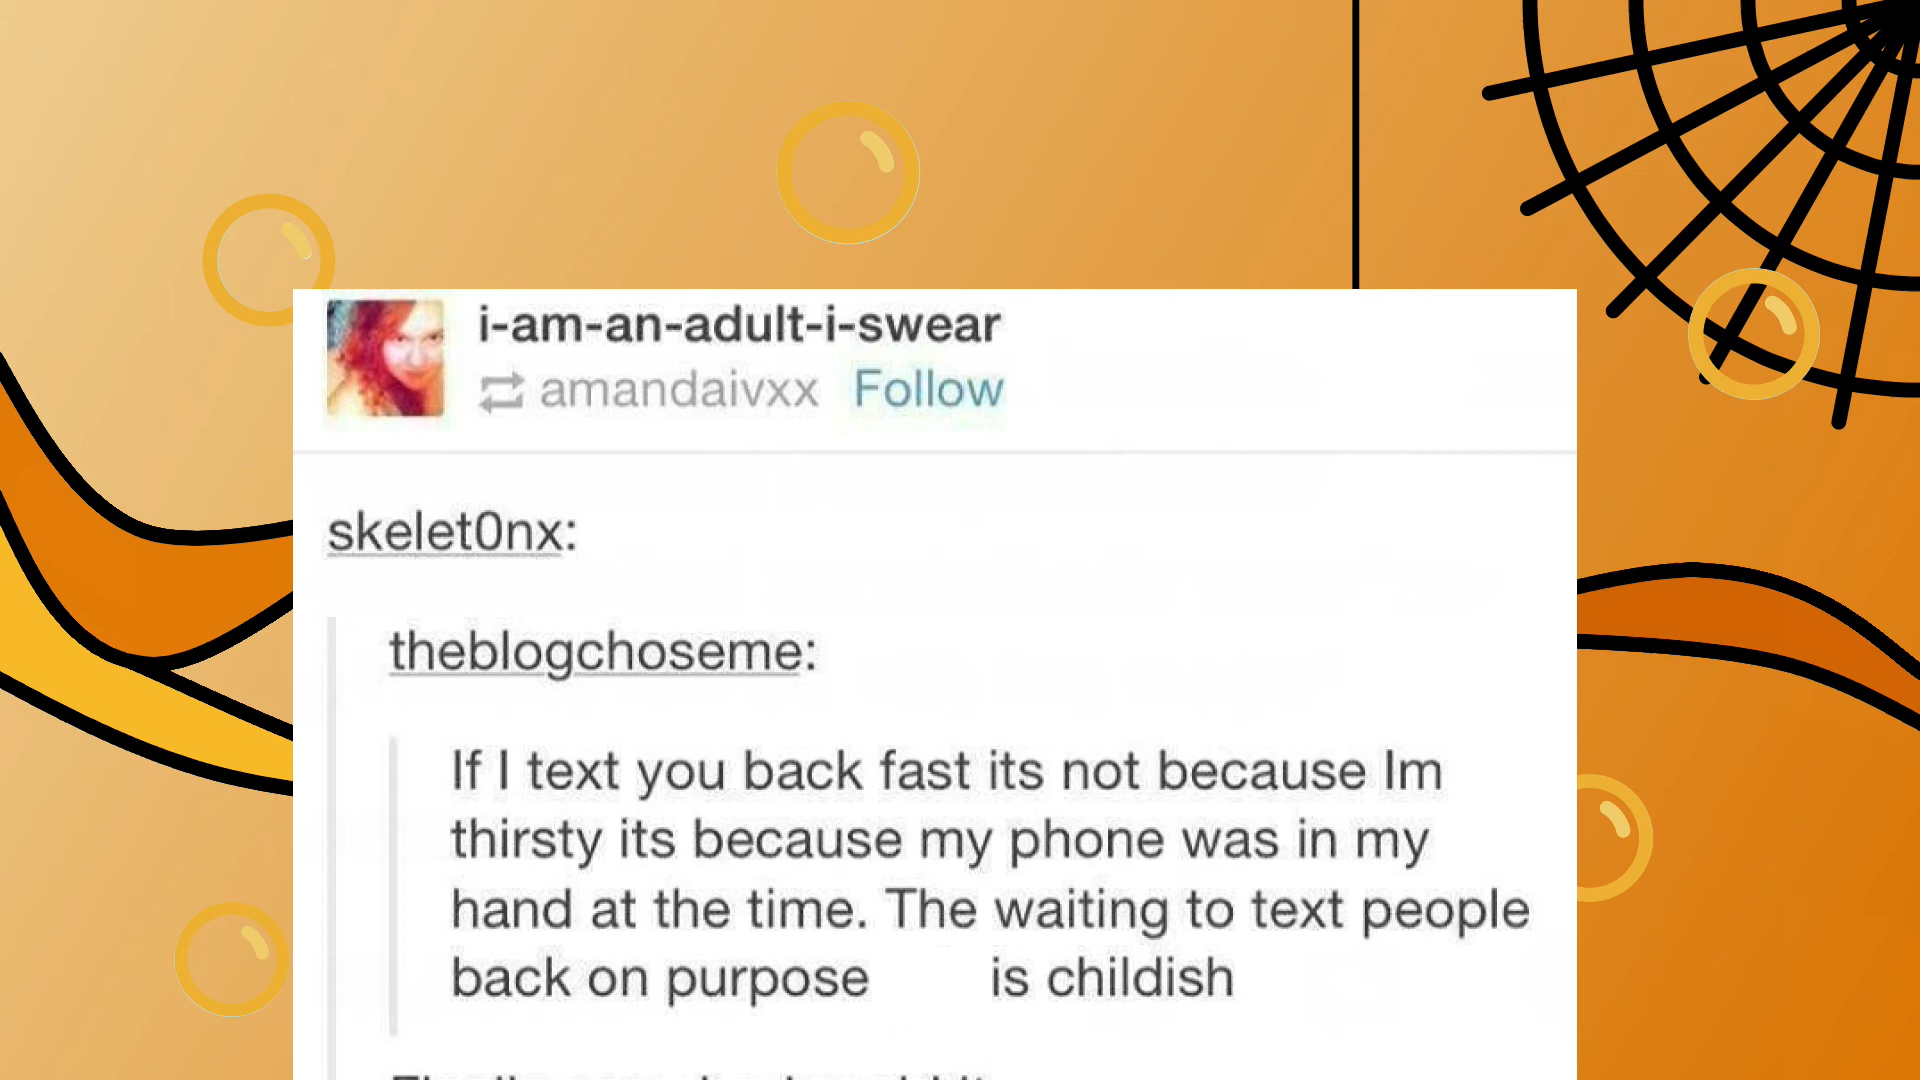 i-am-an-adult-i-swear
amandaivxx Follow
skelet0nx:
theblogchoseme:
If I text you back fast its not because Im
thirsty its because my phone was in my
hand at the time. The waiting to text people
back on purpose is childish